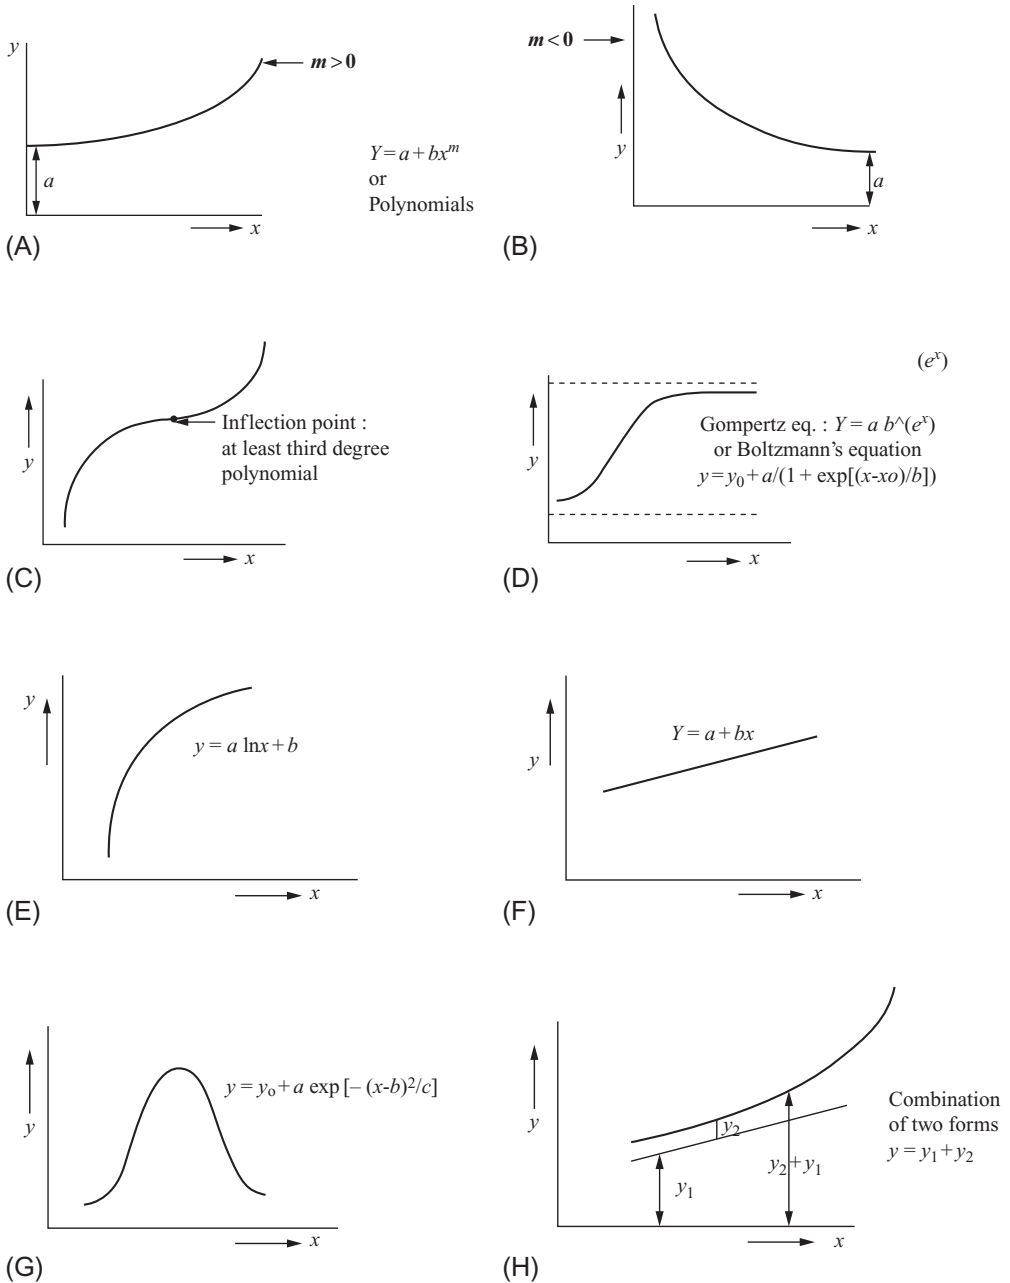 y
m > 0
a
Y = a + bx^m
or
Polynomials
x
(A)
m < 0
y
a
x
(B)
Inflection point :
at least third degree
polynomial
y
x
(C)
(e^x)
Gompertz eq. : Y = a b^(e^x)
or Boltzmann's equation
y = y₀ + a/(1 + exp[(x-xo)/b])
y
x
(D)
y
y = a lnx + b
x
(E)
Y = a + bx
y
x
(F)
y = yₒ + a exp [– (x-b)²/c]
y
x
(G)
y
y₂
y₂ + y₁
y₁
Combination
of two forms
y = y₁ + y₂
x
(H)